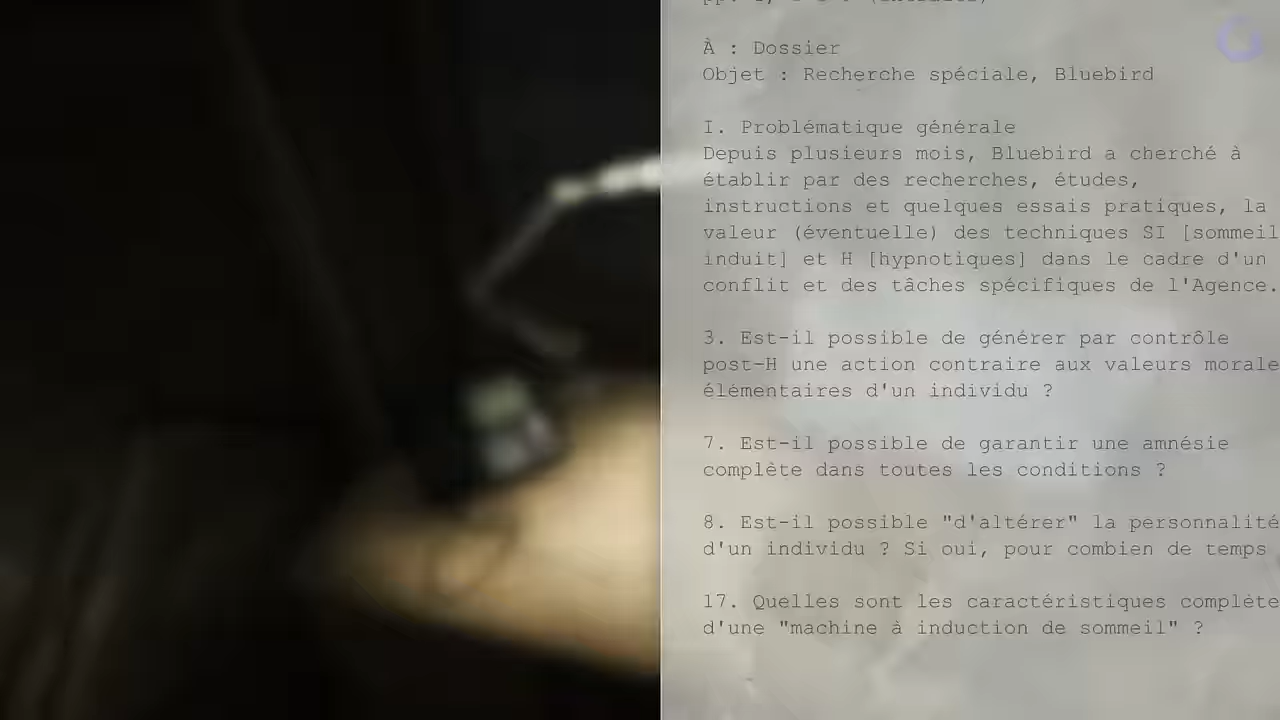 À : Dossier
Objet : Recherche spéciale, Bluebird
I. Problématique générale
Depuis plusieurs mois, Bluebird a cherché à
établir par des recherches, études,
instructions et quelques essais pratiques, la
valeur (éventuelle) des techniques SI [sommeil
induit] et H [hypnotiques] dans le cadre d'un
conflit et des tâches spécifiques de l'Agence.
3. Est-il possible de générer par contrôle
post-H une action contraire aux valeurs morale
élémentaires d'un individu ?
7. Est-il possible de garantir une amnésie
complète dans toutes les conditions ?
8. Est-il possible "d'altérer" la personnalité
d'un individu ? Si oui, pour combien de temps
17. Quelles sont les caractéristiques complète
d'une "machine à induction de sommeil" ?